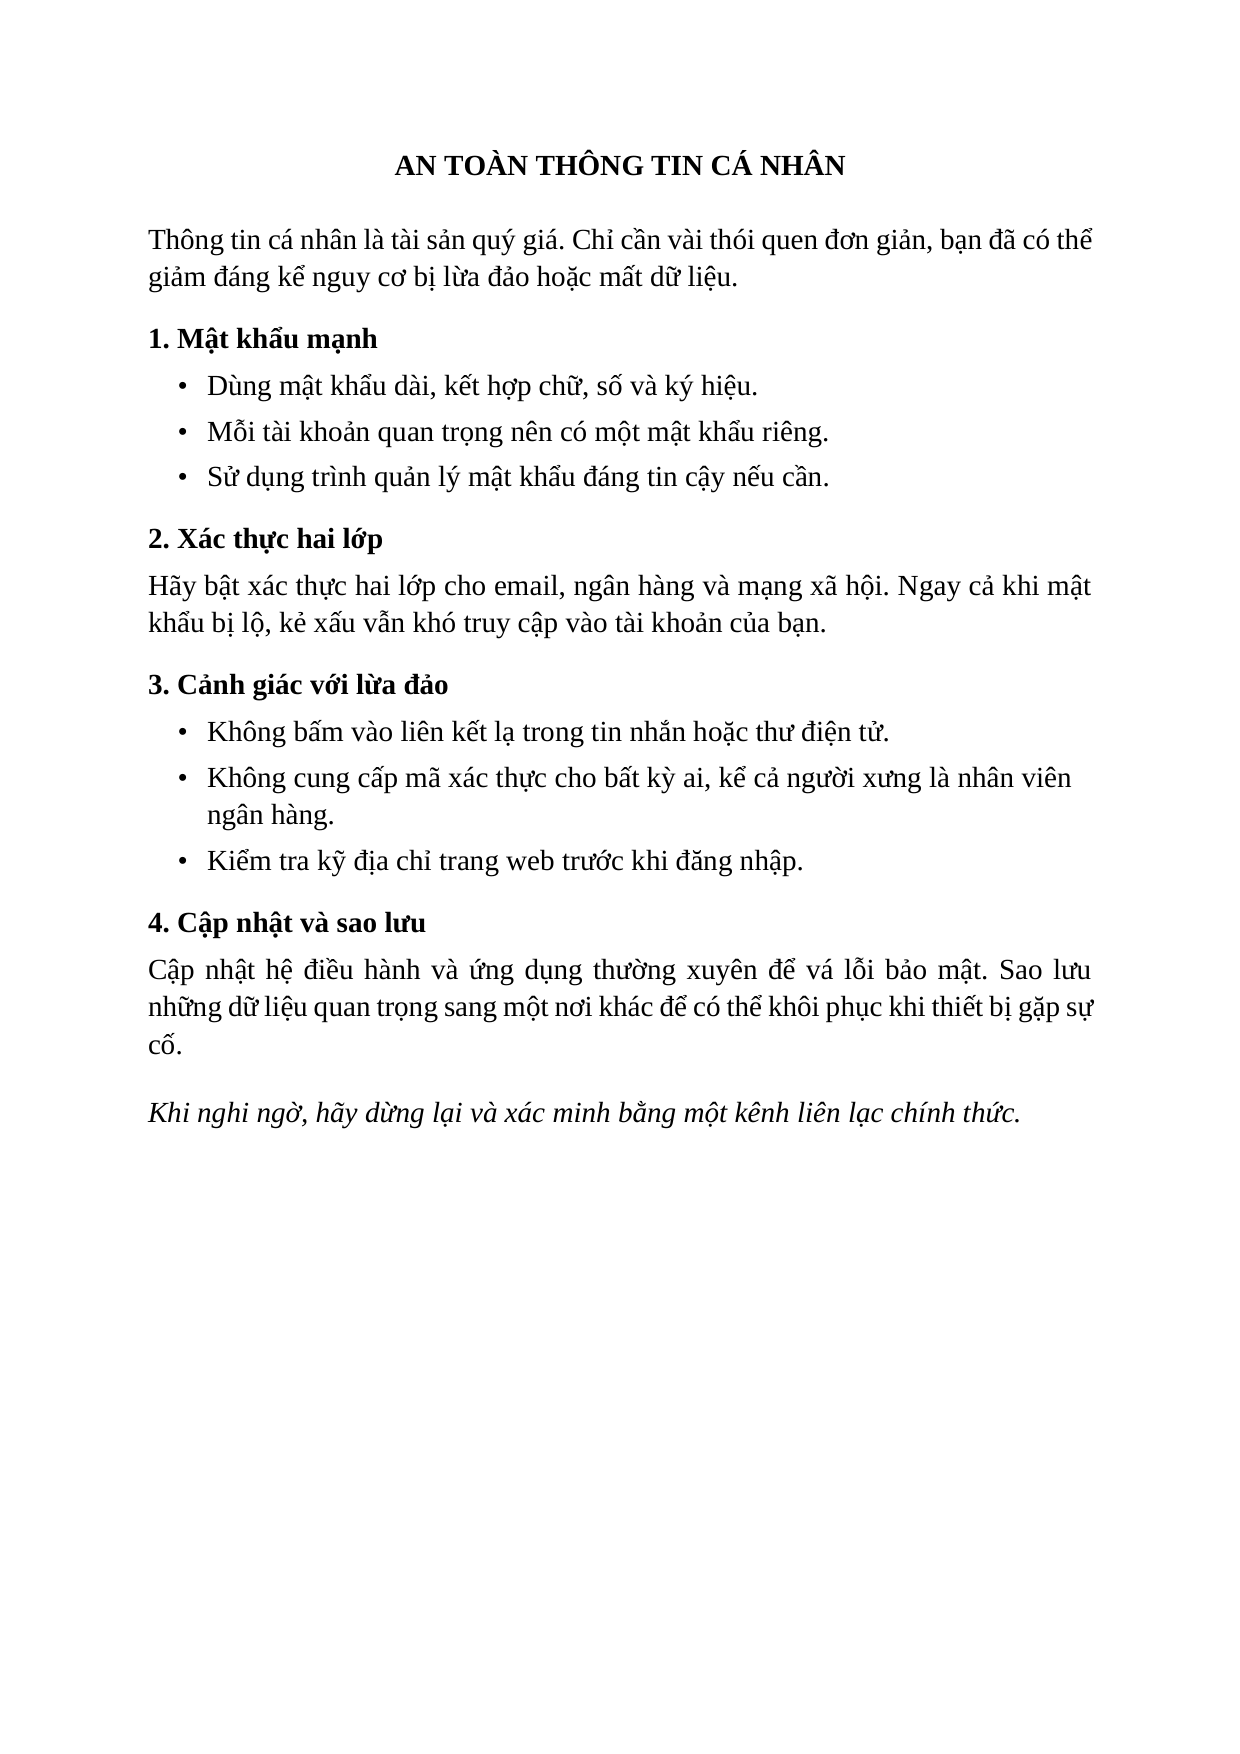 AN TOÀN THÔNG TIN CÁ NHÂN
Thông tin cá nhân là tài sản quý giá. Chỉ cần vài thói quen đơn giản, bạn đã có thể
giảm đáng kể nguy cơ bị lừa đảo hoặc mất dữ liệu.
1. Mật khẩu mạnh
• Dùng mật khẩu dài, kết hợp chữ, số và ký hiệu.
• Mỗi tài khoản quan trọng nên có một mật khẩu riêng.
• Sử dụng trình quản lý mật khẩu đáng tin cậy nếu cần.
2. Xác thực hai lớp
Hãy bật xác thực hai lớp cho email, ngân hàng và mạng xã hội. Ngay cả khi mật
khẩu bị lộ, kẻ xấu vẫn khó truy cập vào tài khoản của bạn.
3. Cảnh giác với lừa đảo
• Không bấm vào liên kết lạ trong tin nhắn hoặc thư điện tử.
• Không cung cấp mã xác thực cho bất kỳ ai, kể cả người xưng là nhân viên
ngân hàng.
• Kiểm tra kỹ địa chỉ trang web trước khi đăng nhập.
4. Cập nhật và sao lưu
Cập nhật hệ điều hành và ứng dụng thường xuyên để vá lỗi bảo mật. Sao lưu
những dữ liệu quan trọng sang một nơi khác để có thể khôi phục khi thiết bị gặp sự
cố.
Khi nghi ngờ, hãy dừng lại và xác minh bằng một kênh liên lạc chính thức.